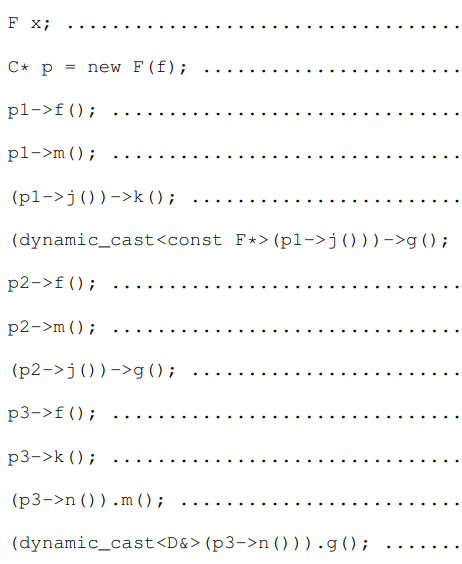 F x; ...................................
C* p = new F(f); .......................
p1->f(); ...............................
p1->m(); ...............................
(p1->j())->k(); ........................
(dynamic_cast<const F*>(p1->j()))->g();
p2->f(); ...............................
p2->m(); ...............................
(p2->j())->g(); ........................
p3->f(); ...............................
p3->k(); ...............................
(p3->n()).m(); .........................
(dynamic_cast<D&>(p3->n())).g(); .......